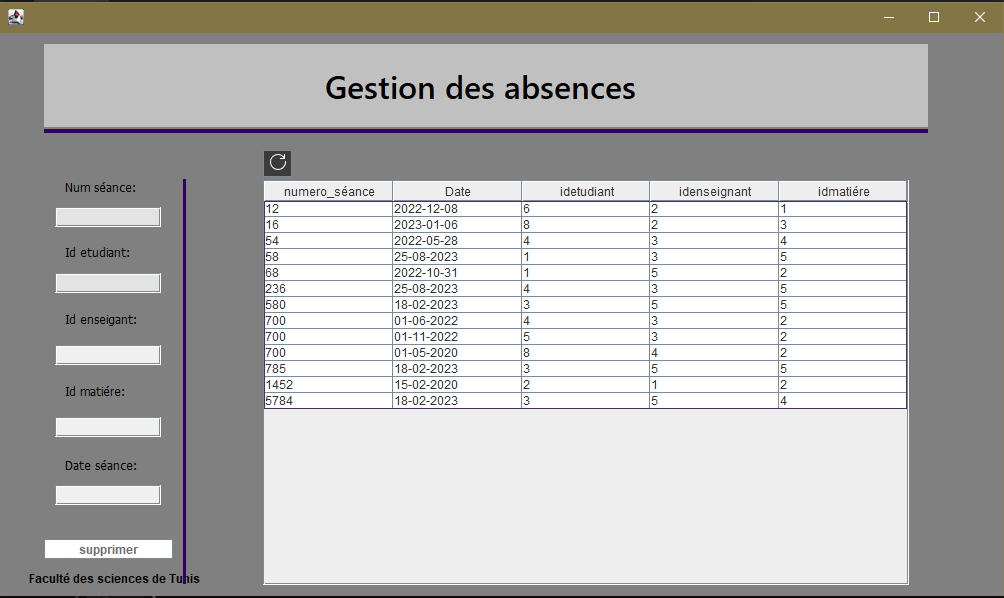 Gestion des absences
Num séance:
Id etudiant:
Id enseigant:
Id matiére:
Date séance:
supprimer
Faculté des sciences de Tunis
numero_séance Date idetudiant idenseignant idmatiére
12 2022-12-08 6 2 1
16 2023-01-06 8 2 3
54 2022-05-28 4 3 4
58 25-08-2023 1 3 5
68 2022-10-31 1 5 2
236 25-08-2023 4 3 5
580 18-02-2023 3 5 5
700 01-06-2022 4 3 2
700 01-11-2022 5 3 2
700 01-05-2020 8 4 2
785 18-02-2023 3 5 5
1452 15-02-2020 2 1 2
5784 18-02-2023 3 5 4